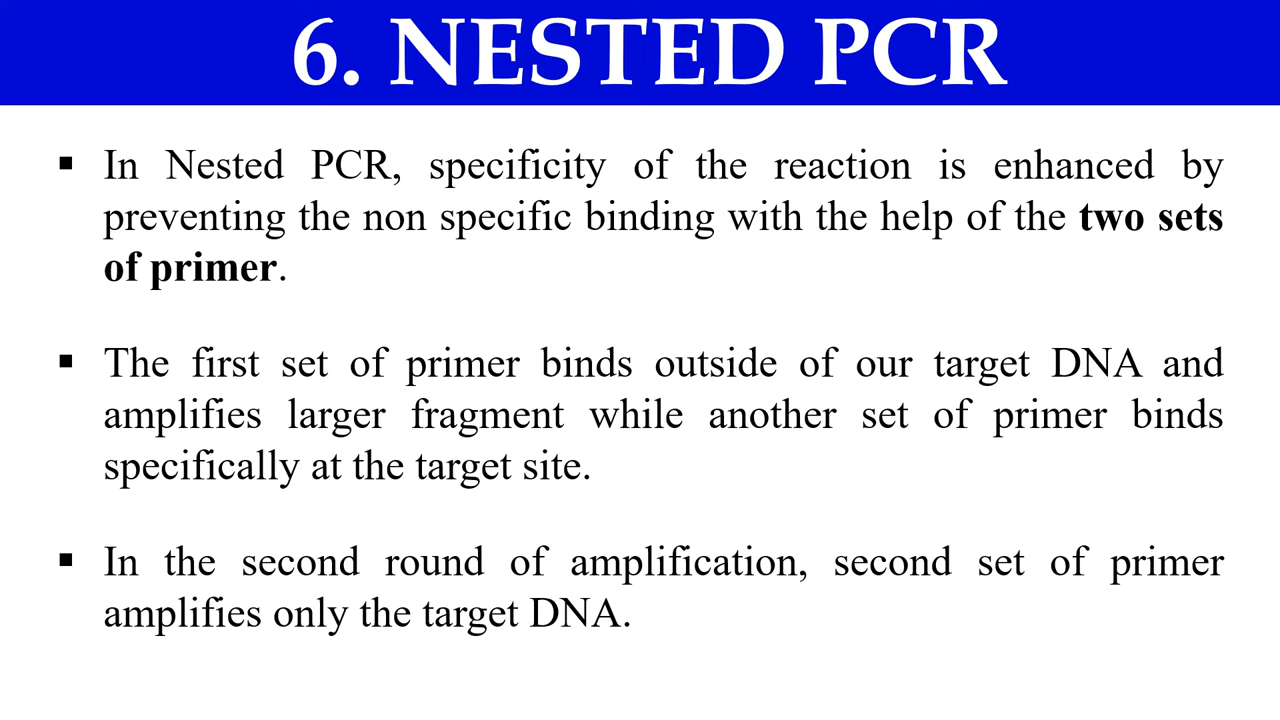 6. NESTED PCR
▪ In Nested PCR, specificity of the reaction is enhanced by
preventing the non specific binding with the help of the two sets
of primer.
▪ The first set of primer binds outside of our target DNA and
amplifies larger fragment while another set of primer binds
specifically at the target site.
▪ In the second round of amplification, second set of primer
amplifies only the target DNA.